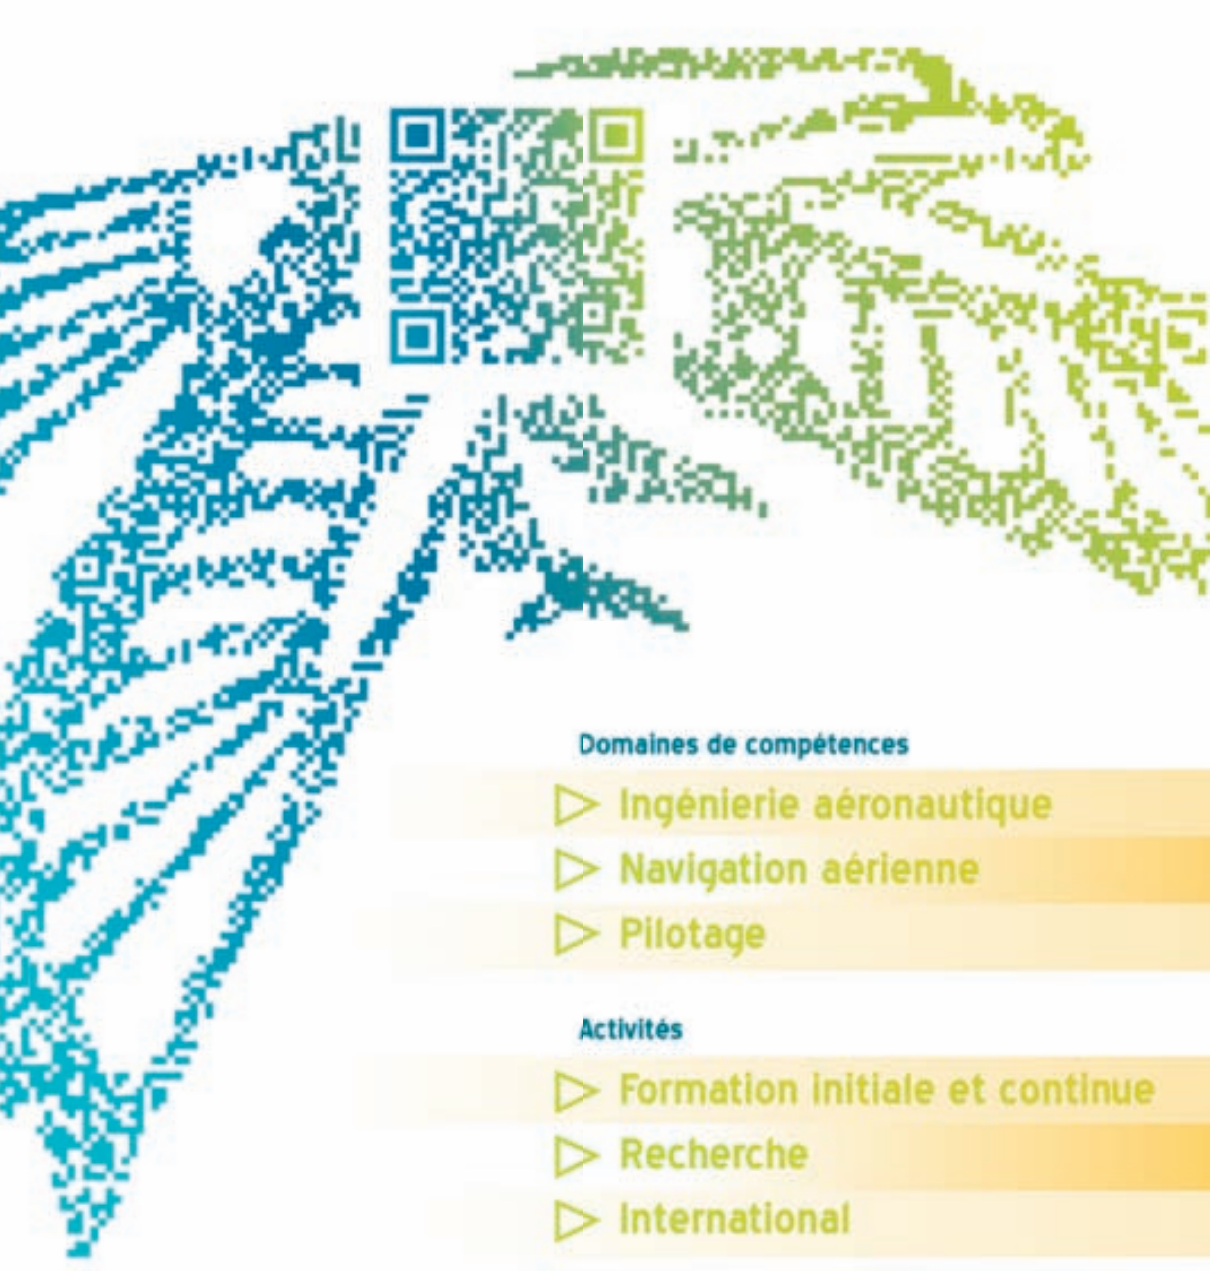 Domaines de compétences
Ingénierie aéronautique
Navigation aérienne
Pilotage
Activités
Formation initiale et continue
Recherche
International